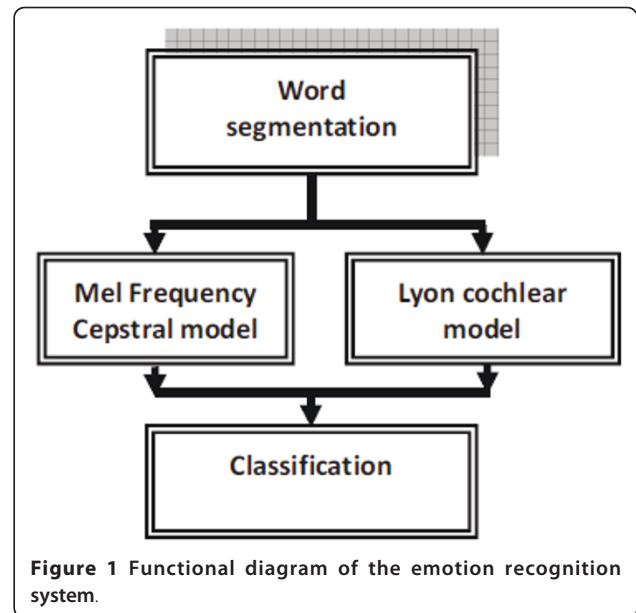 Word
segmentation
Mel Frequency
Cepstral model
Lyon cochlear
model
Classification
Figure 1 Functional diagram of the emotion recognition
system.